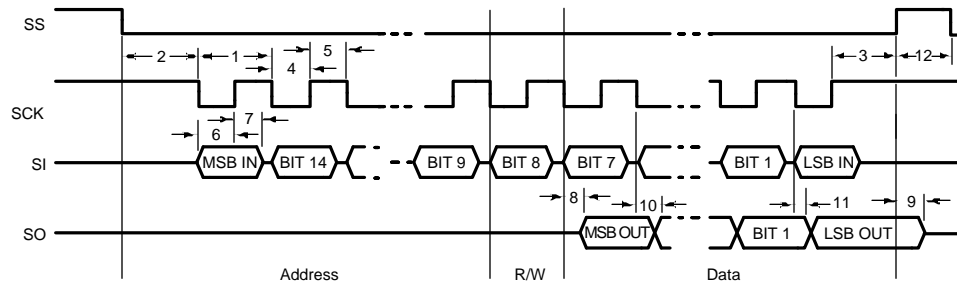 SS
2 1 5 3 12
4
SCK
7
6
SI MSB IN BIT 14 BIT 9 BIT 8 BIT 7 BIT 1 LSB IN
8 10 11 9
SO MSB OUT BIT 1 LSB OUT
Address R/W Data